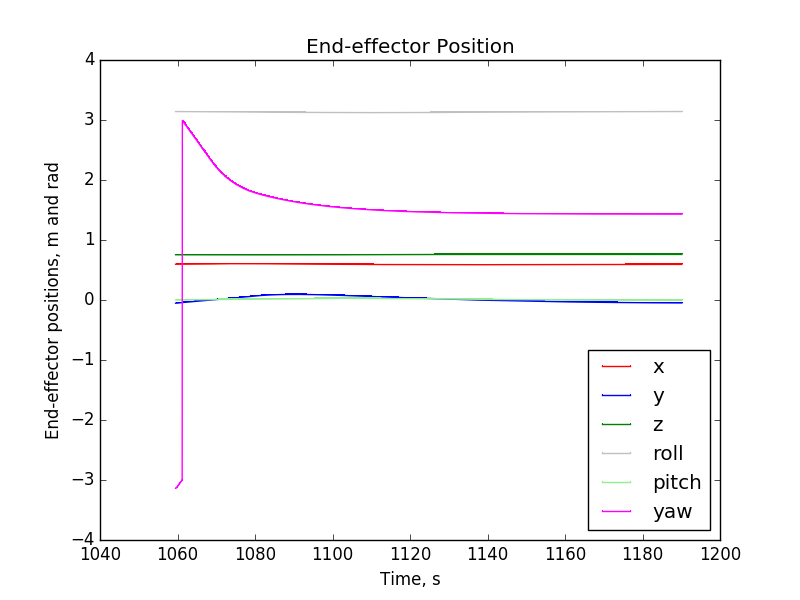 End-effector Position
4
3
2
1
0
−1
−2
−3
−4
End-effector positions, m and rad
x
y
z
roll
pitch
yaw
1040 1060 1080 1100 1120 1140 1160 1180 1200
Time, s